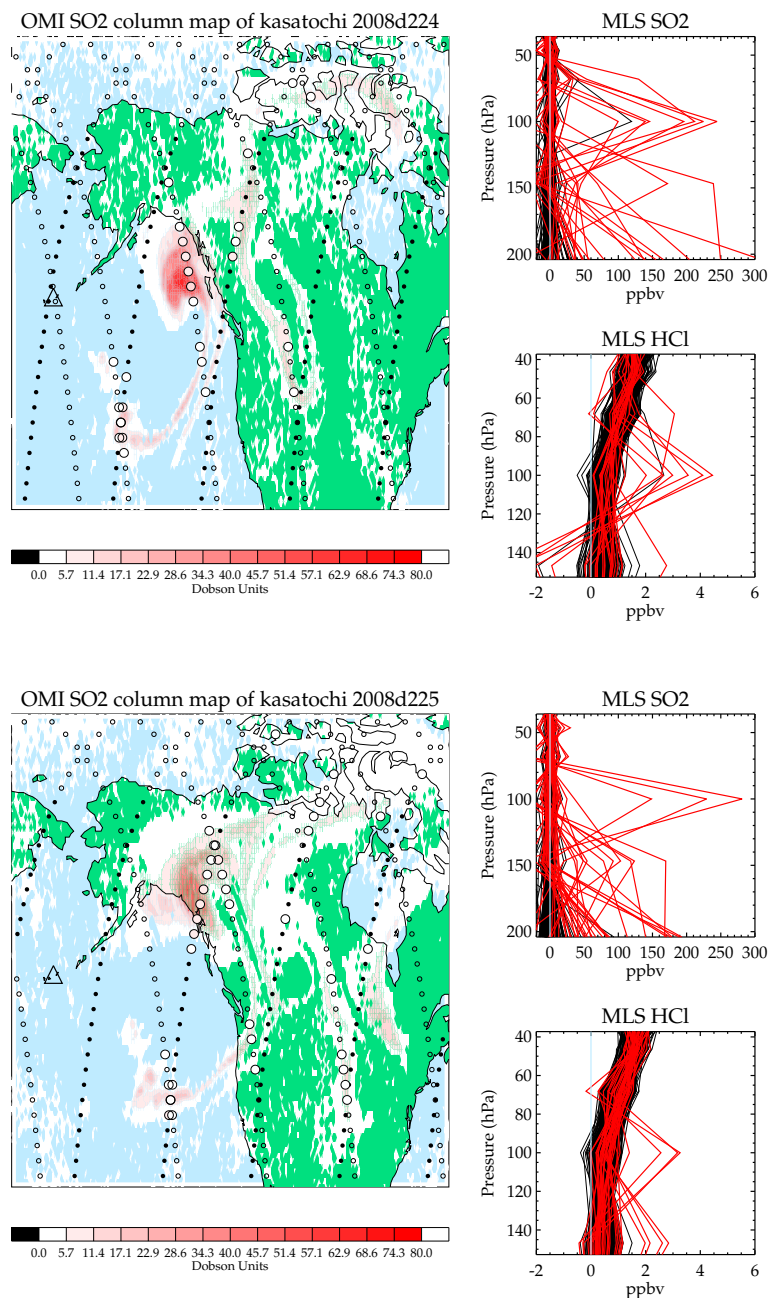 OMI SO2 column map of kasatochi 2008d224
0.0 5.7 11.4 17.1 22.9 28.6 34.3 40.0 45.7 51.4 57.1 62.9 68.6 74.3 80.0
Dobson Units
MLS SO2
Pressure (hPa)
50
100
150
200
0 50 100 150 200 250 300
ppbv
MLS HCl
Pressure (hPa)
40
60
80
100
120
140
-2 0 2 4 6
ppbv
OMI SO2 column map of kasatochi 2008d225
0.0 5.7 11.4 17.1 22.9 28.6 34.3 40.0 45.7 51.4 57.1 62.9 68.6 74.3 80.0
Dobson Units
MLS SO2
Pressure (hPa)
50
100
150
200
0 50 100 150 200 250 300
ppbv
MLS HCl
Pressure (hPa)
40
60
80
100
120
140
-2 0 2 4 6
ppbv